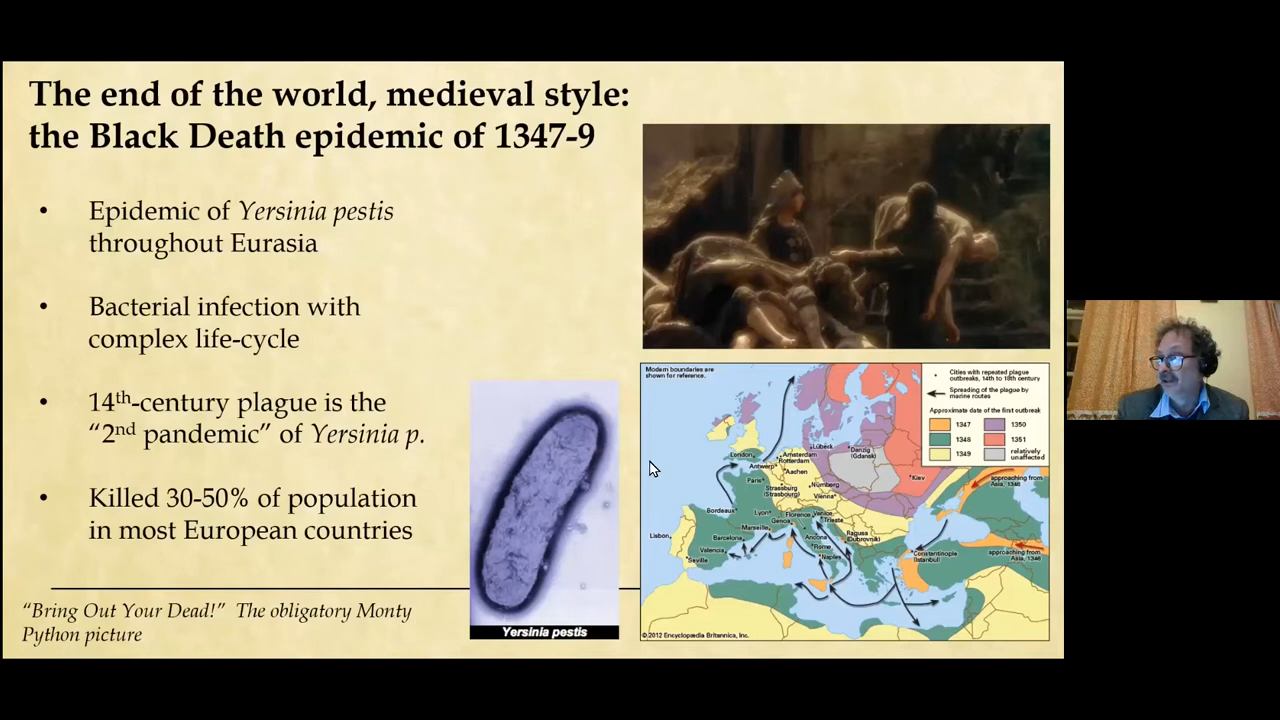 The end of the world, medieval style:
the Black Death epidemic of 1347-9
• Epidemic of Yersinia pestis
throughout Eurasia
• Bacterial infection with
complex life-cycle
• 14th-century plague is the
“2nd pandemic” of Yersinia p.
• Killed 30-50% of population
in most European countries
“Bring Out Your Dead!” The obligatory Monty
Python picture
Yersinia pestis
Modern boundaries are
shown for reference.
• Cities with repeated plague
outbreaks, 14th to 18th century
Spreading of the plague by
marine routes
Approximate date of the first outbreak
1347
1350
1348
1351
1349
relatively
unaffected
Lübeck
Danzig
(Gdańsk)
London
Amsterdam
Rotterdam
Antwerp
Aachen
Kiev
Paris
Nürnberg
Strassburg
(Strasbourg)
Vienna
approaching from
Asia, 1346
Bordeaux
Lyon
Florence
Venice
Trieste
Genoa
Marseille
Ragusa
(Dubrovnik)
Lisbon
Barcelona
Ancona
Rome
Valencia
Naples
Constantinople
(Istanbul)
approaching from
Asia, 1346
Seville
© 2012 Encyclopædia Britannica, Inc.